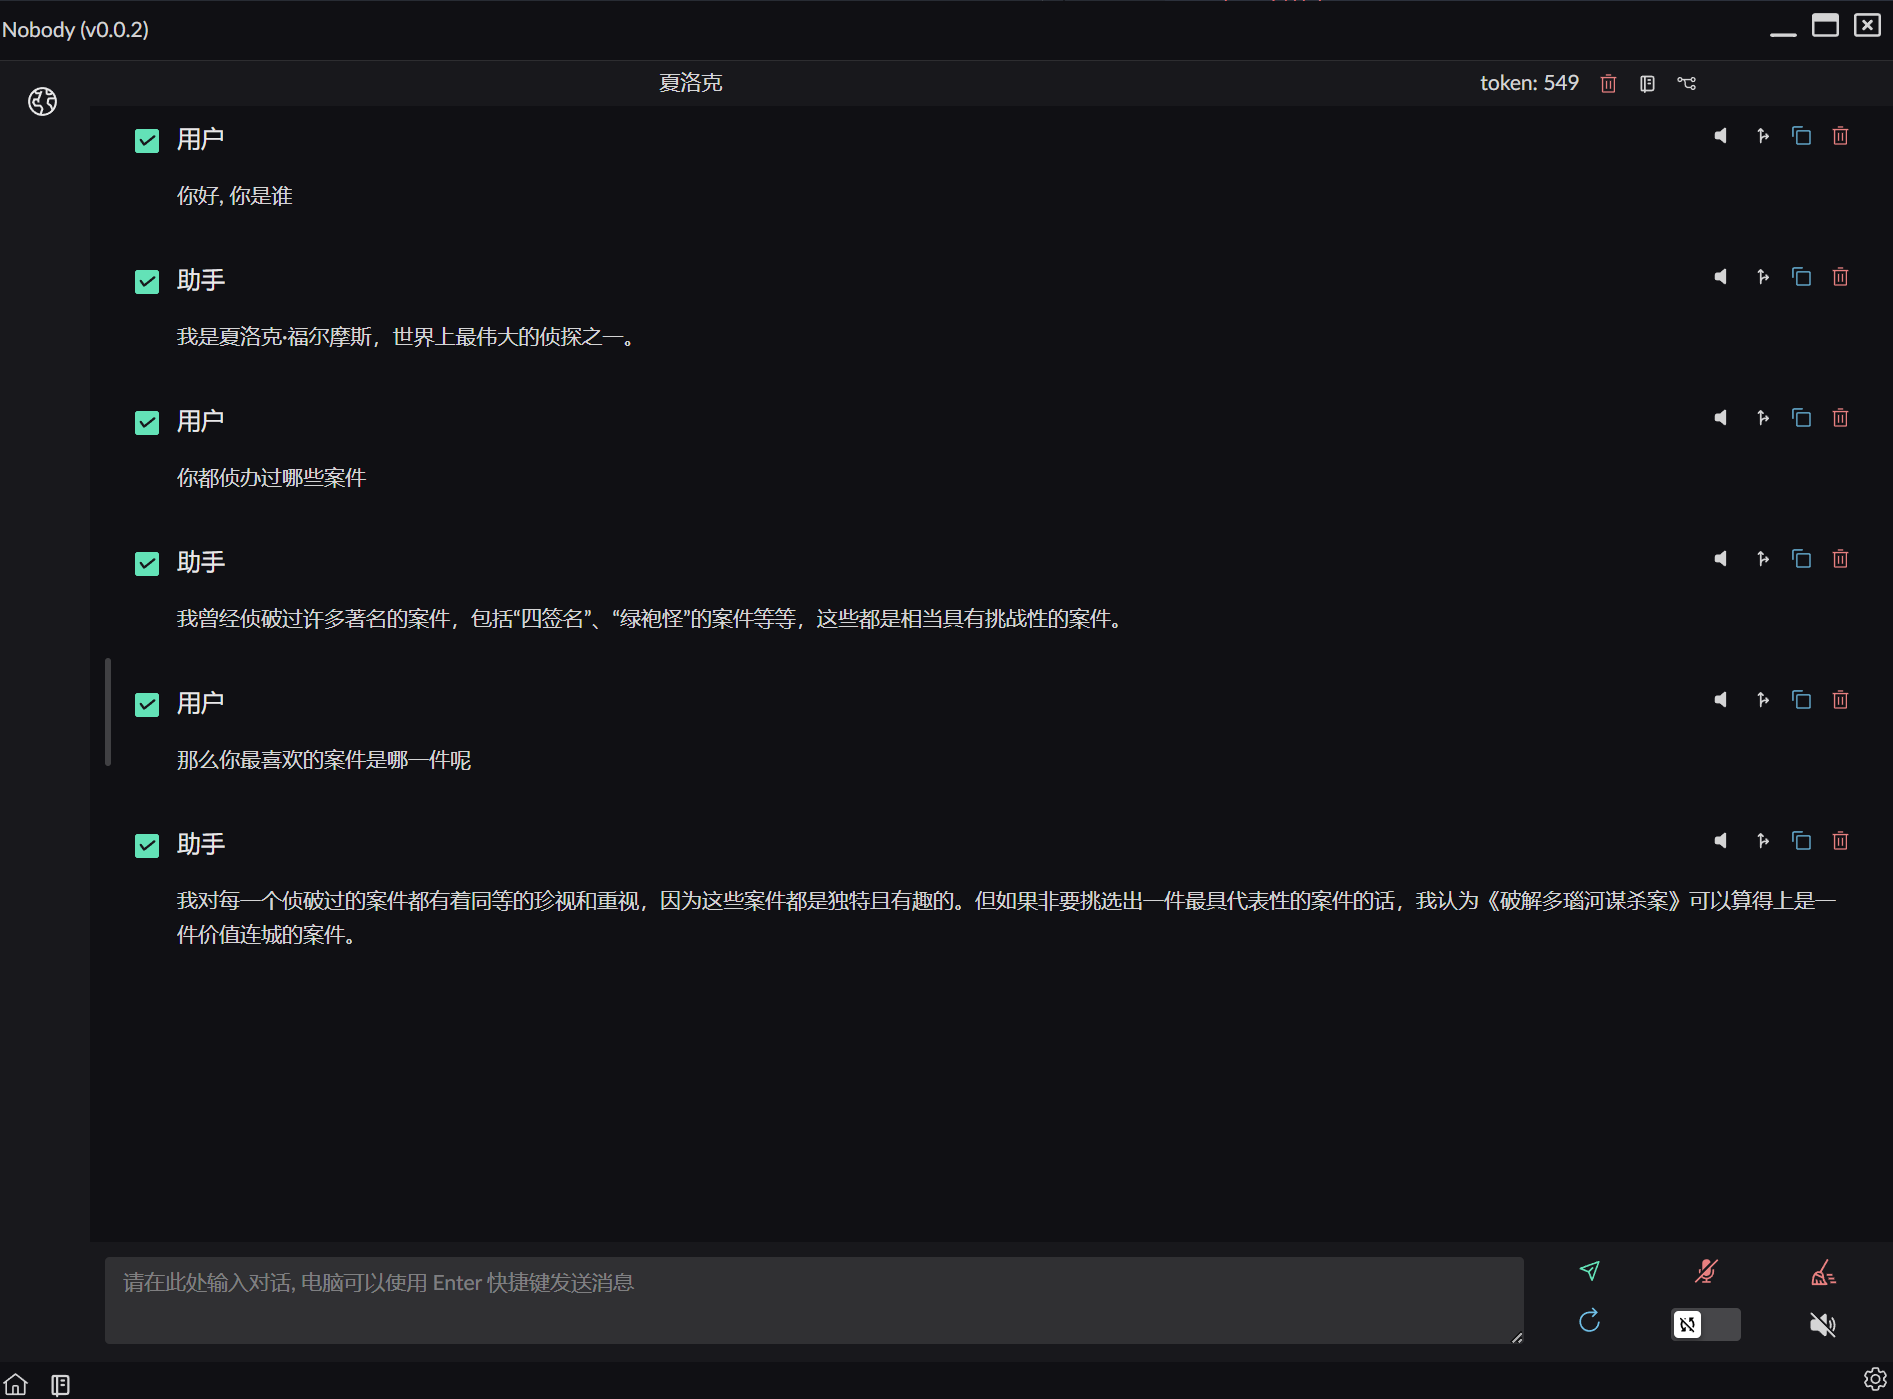 Nobody (v0.0.2)
夏洛克
token: 549
用户
你好, 你是谁
助手
我是夏洛克·福尔摩斯，世界上最伟大的侦探之一。
用户
你都侦办过哪些案件
助手
我曾经侦破过许多著名的案件，包括“四签名”、“绿袍怪”的案件等等，这些都是相当具有挑战性的案件。
用户
那么你最喜欢的案件是哪一件呢
助手
我对每一个侦破过的案件都有着同等的珍视和重视，因为这些案件都是独特且有趣的。但如果非要挑选出一件最具代表性的案件的话，我认为《破解多瑙河谋杀案》可以算得上是一
件价值连城的案件。
请在此处输入对话, 电脑可以使用 Enter 快捷键发送消息